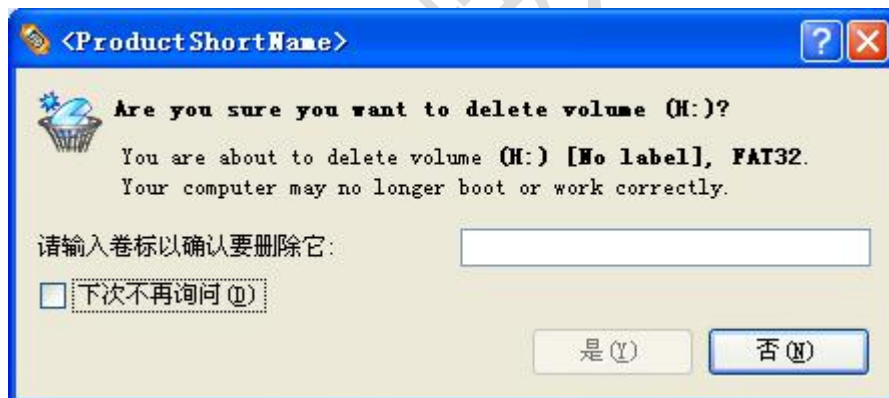 <ProductShortName>
Are you sure you want to delete volume (H:)?
You are about to delete volume (H:) [No label], FAT32.
Your computer may no longer boot or work correctly.
请输入卷标以确认要删除它:
下次不再询问(D)
是(Y)
否(N)